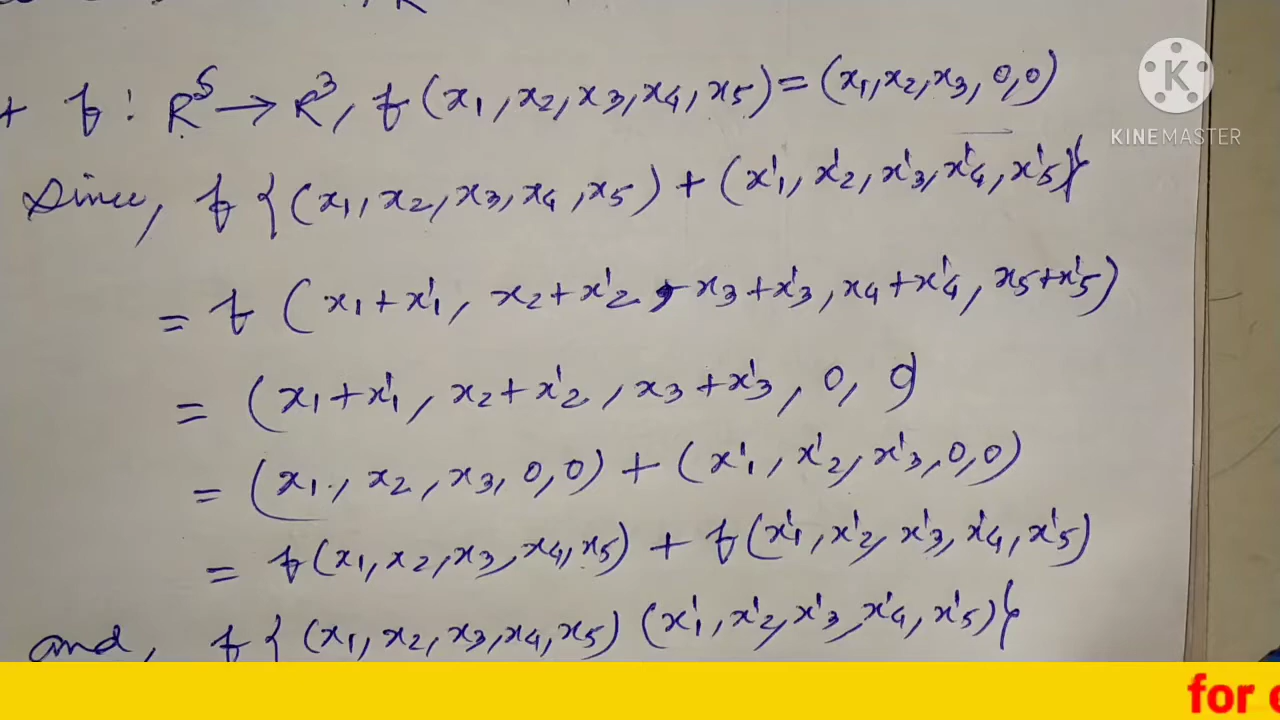 + f : R⁵ → R³, f (x₁, x₂, x₃, x₄, x₅) = (x₁, x₂, x₃, 0, 0)
K
KINEMASTER
Since, f {(x₁, x₂, x₃, x₄, x₅) + (x'₁, x'₂, x'₃, x'₄, x'₅)}
= f (x₁+x'₁, x₂+x'₂, x₃+x'₃, x₄+x'₄, x₅+x'₅)
= (x₁+x'₁, x₂+x'₂, x₃+x'₃, 0, 0)
= (x₁, x₂, x₃, 0, 0) + (x'₁, x'₂, x'₃, 0, 0)
= f(x₁, x₂, x₃, x₄, x₅) + f(x'₁, x'₂, x'₃, x'₄, x'₅)
and, f {(x₁, x₂, x₃, x₄, x₅) (x'₁, x'₂, x'₃, x'₄, x'₅)}
for